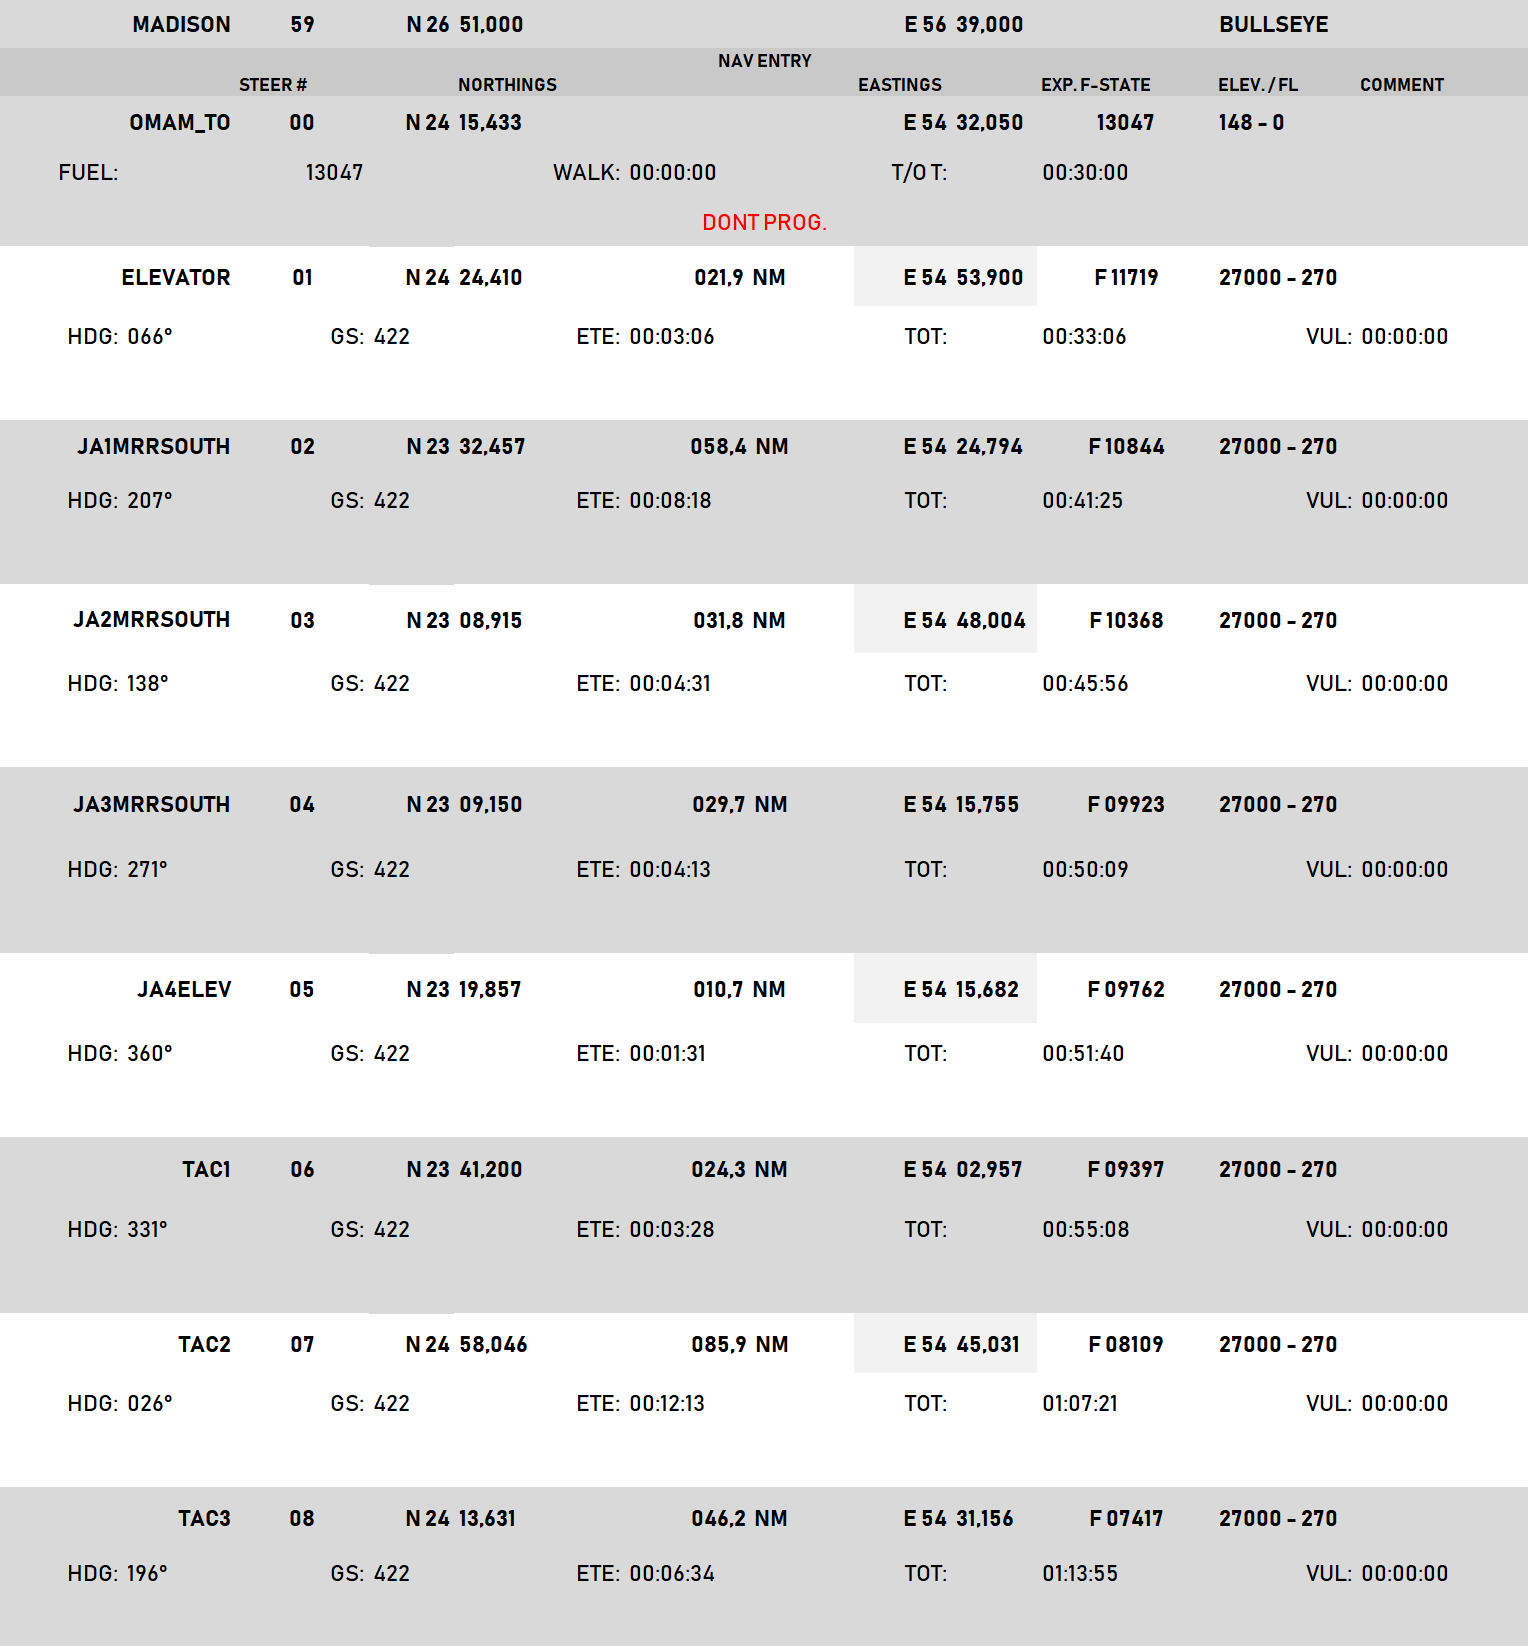 MADISON 59 N 26 51,000 E 56 39,000 BULLSEYE
NAV ENTRY
STEER # NORTHINGS EASTINGS EXP. F-STATE ELEV. / FL COMMENT
OMAM_TO 00 N 24 15,433 E 54 32,050 13047 148 - 0
FUEL: 13047 WALK: 00:00:00 T/O T: 00:30:00
DONT PROG.
ELEVATOR 01 N 24 24,410 021,9 NM E 54 53,900 F 11719 27000 - 270
HDG: 066° GS: 422 ETE: 00:03:06 TOT: 00:33:06 VUL: 00:00:00
JA1MRRSOUTH 02 N 23 32,457 058,4 NM E 54 24,794 F 10844 27000 - 270
HDG: 207° GS: 422 ETE: 00:08:18 TOT: 00:41:25 VUL: 00:00:00
JA2MRRSOUTH 03 N 23 08,915 031,8 NM E 54 48,004 F 10368 27000 - 270
HDG: 138° GS: 422 ETE: 00:04:31 TOT: 00:45:56 VUL: 00:00:00
JA3MRRSOUTH 04 N 23 09,150 029,7 NM E 54 15,755 F 09923 27000 - 270
HDG: 271° GS: 422 ETE: 00:04:13 TOT: 00:50:09 VUL: 00:00:00
JA4ELEV 05 N 23 19,857 010,7 NM E 54 15,682 F 09762 27000 - 270
HDG: 360° GS: 422 ETE: 00:01:31 TOT: 00:51:40 VUL: 00:00:00
TAC1 06 N 23 41,200 024,3 NM E 54 02,957 F 09397 27000 - 270
HDG: 331° GS: 422 ETE: 00:03:28 TOT: 00:55:08 VUL: 00:00:00
TAC2 07 N 24 58,046 085,9 NM E 54 45,031 F 08109 27000 - 270
HDG: 026° GS: 422 ETE: 00:12:13 TOT: 01:07:21 VUL: 00:00:00
TAC3 08 N 24 13,631 046,2 NM E 54 31,156 F 07417 27000 - 270
HDG: 196° GS: 422 ETE: 00:06:34 TOT: 01:13:55 VUL: 00:00:00